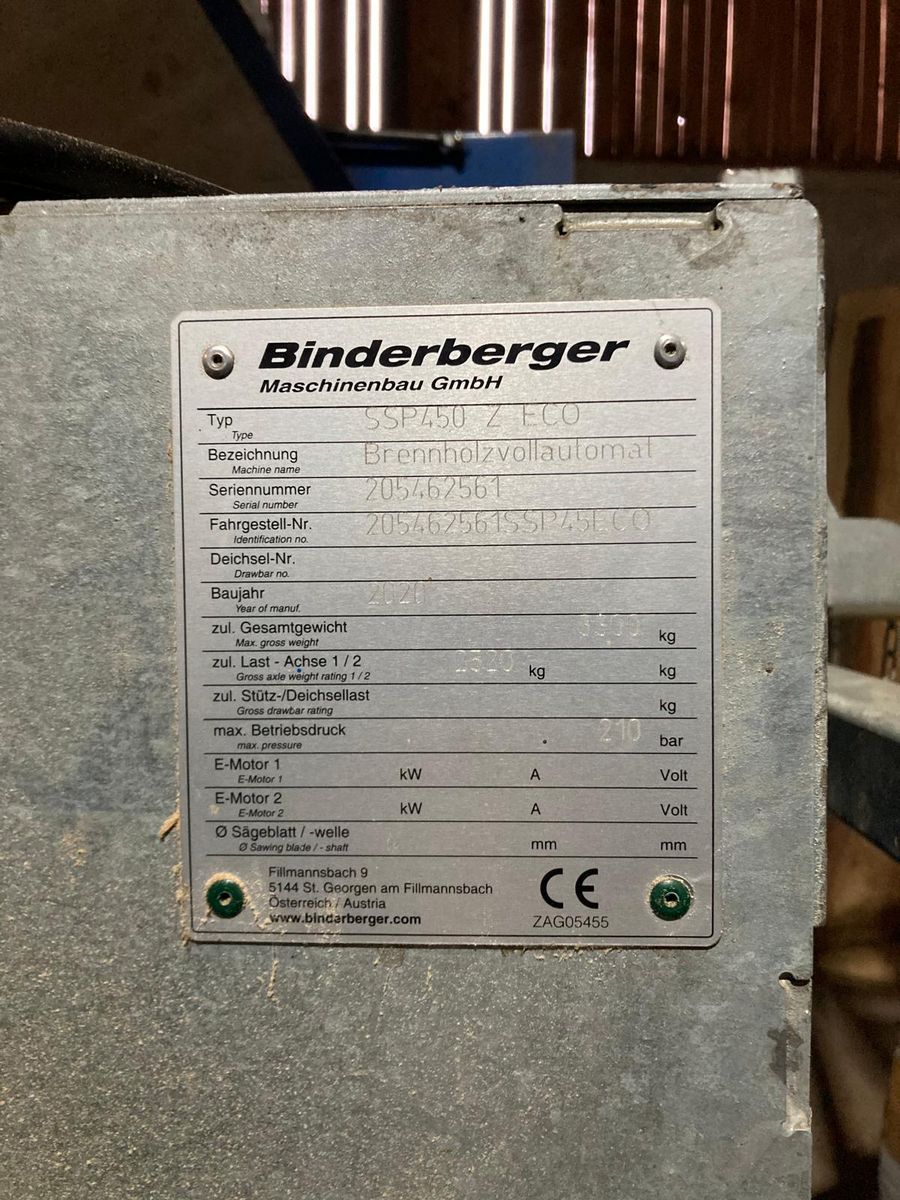 Binderberger
Maschinenbau GmbH
Typ SSP450 Z ECO
Type
Bezeichnung Brennholzvollautomat
Machine name
Seriennummer 205462561
Serial number
Fahrgestell-Nr. 205462561SSP45ECO
Identification no.
Deichsel-Nr.
Drawbar no.
Baujahr 2020
Year of manuf.
zul. Gesamtgewicht kg
Max. gross weight
zul. Last - Achse 1 / 2 kg kg
Gross axle weight rating 1 / 2
zul. Stütz-/Deichsellast kg
Gross drawbar rating
max. Betriebsdruck 210 bar
max. pressure
E-Motor 1 kW A Volt
E-Motor 1
E-Motor 2 kW A Volt
E-Motor 2
Ø Sägeblatt / -welle mm mm
Ø Sawing blade / - shaft
Fillmannsbach 9
5144 St. Georgen am Fillmannsbach
Österreich / Austria
www.binderberger.com
CE
ZAG05455